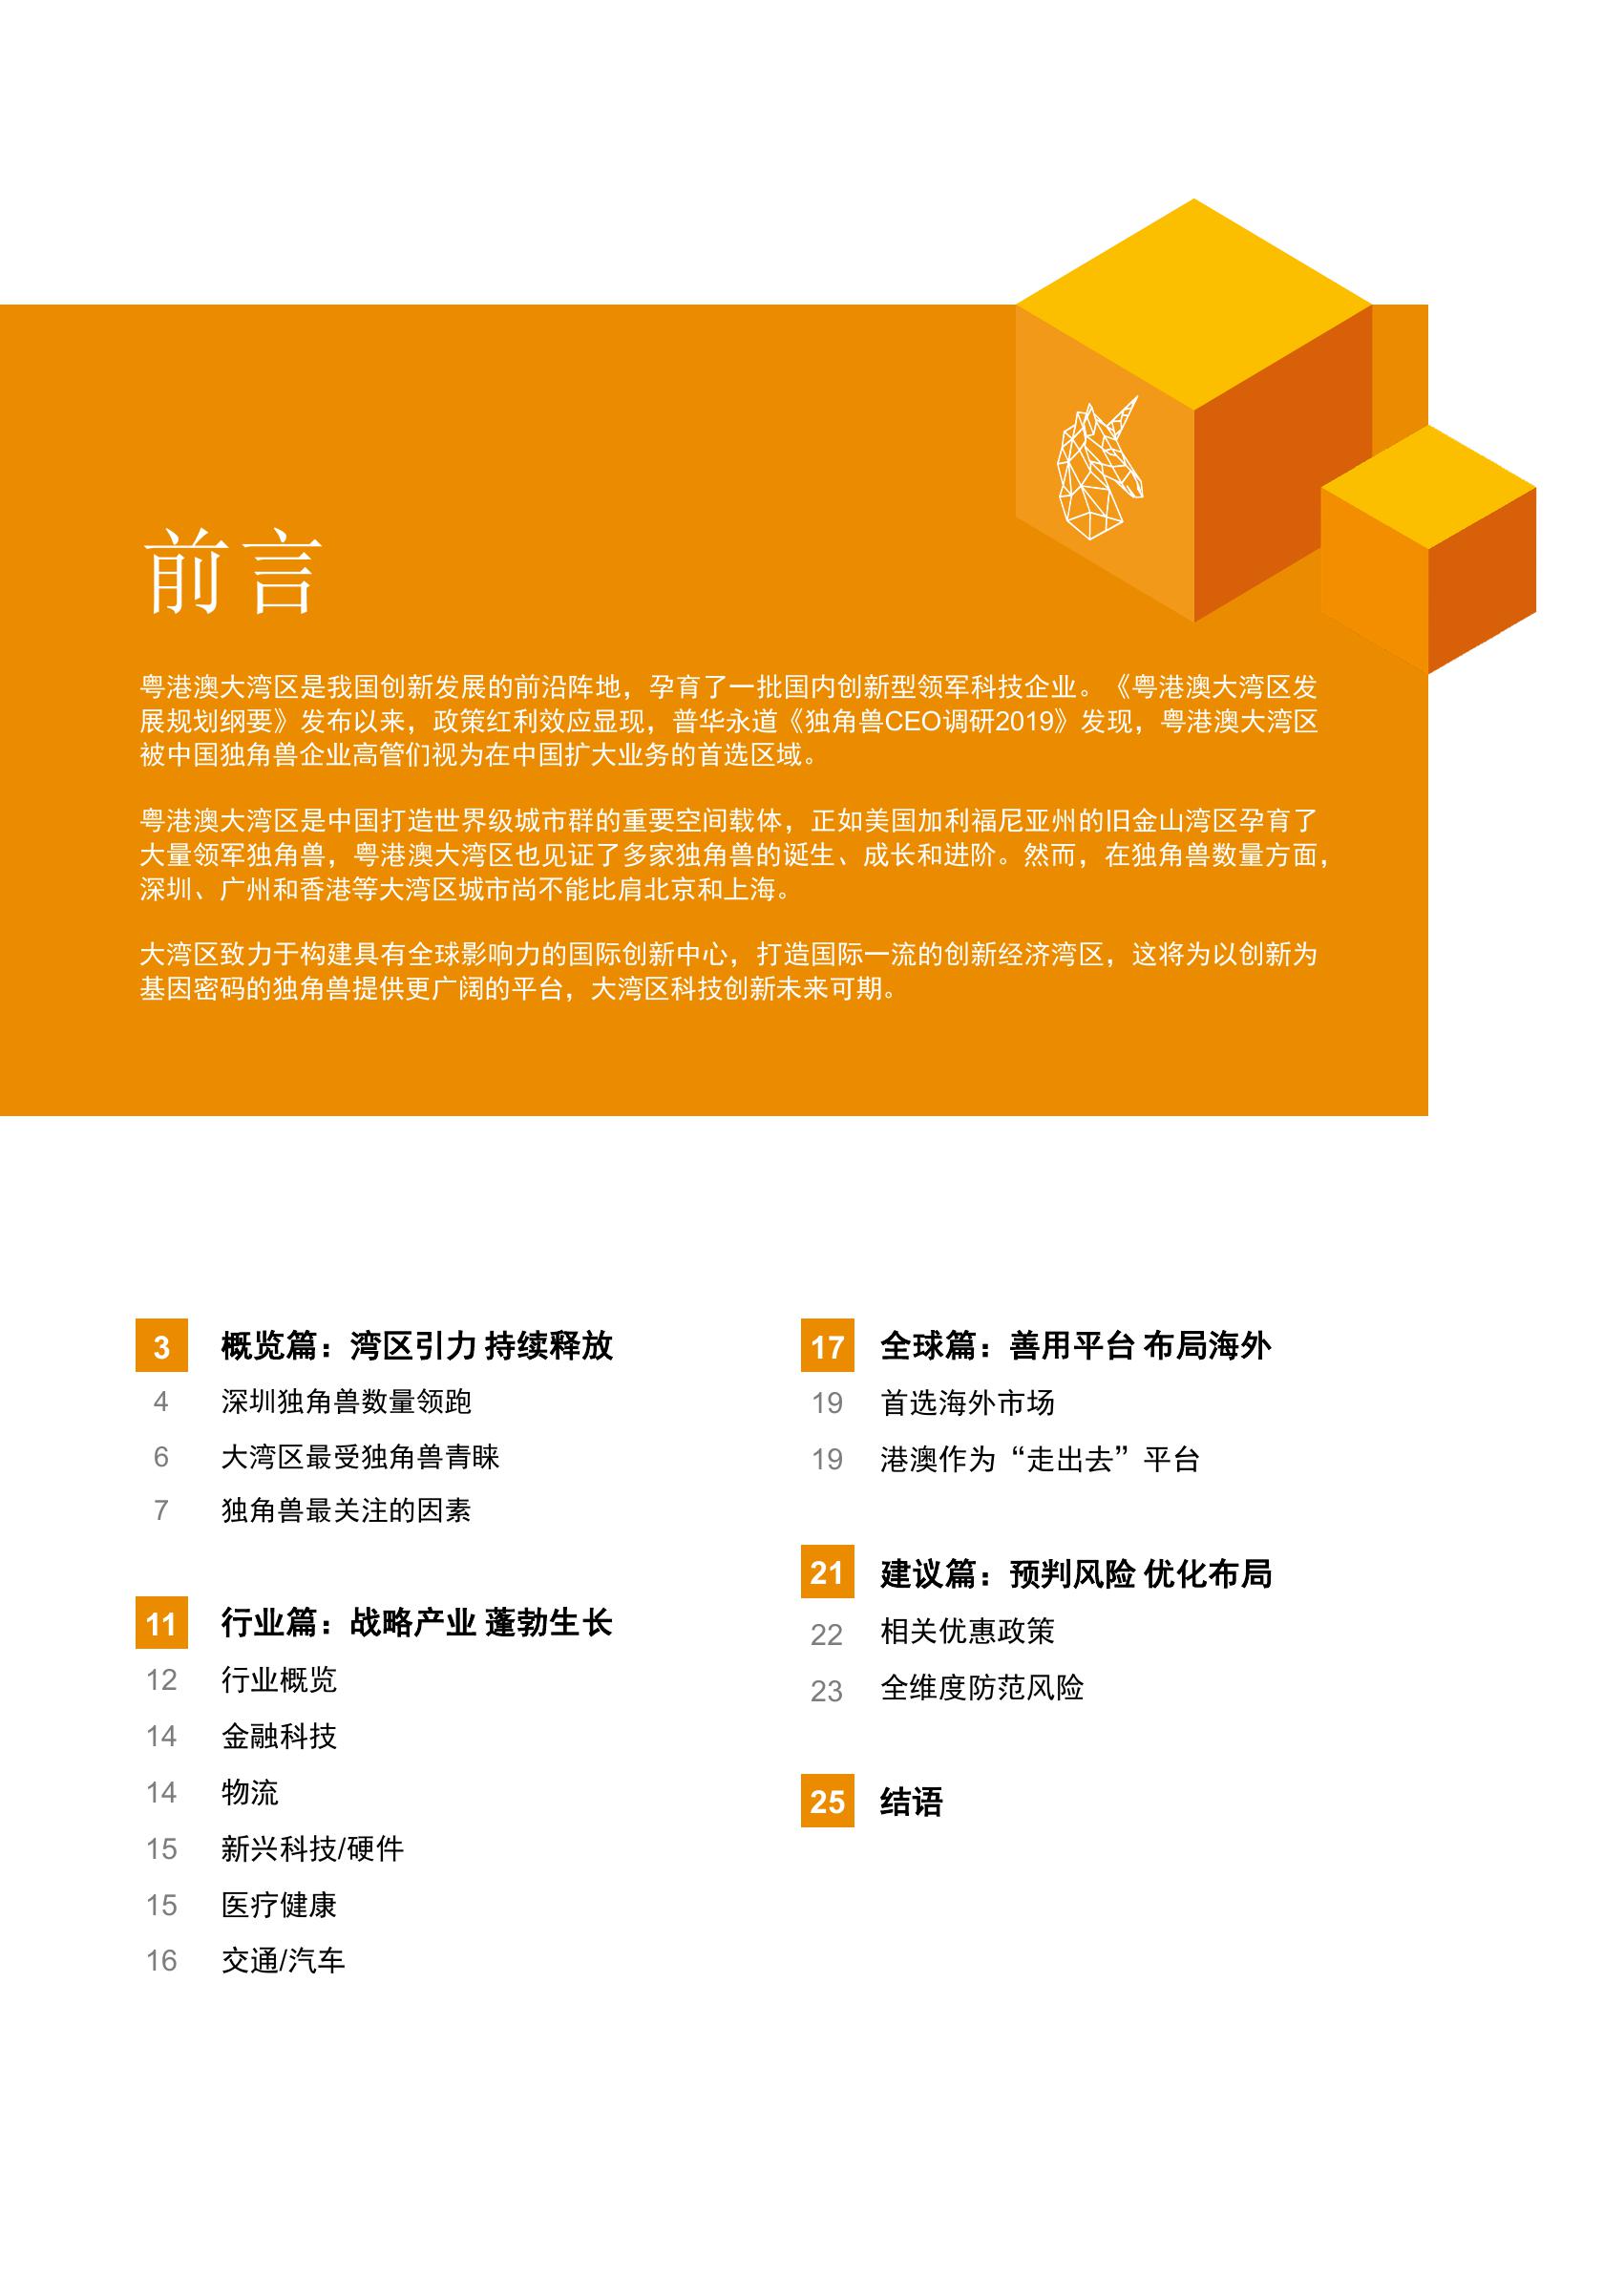 前言
粤港澳大湾区是我国创新发展的前沿阵地，孕育了一批国内创新型领军科技企业。《粤港澳大湾区发
展规划纲要》发布以来，政策红利效应显现，普华永道《独角兽CEO调研2019》发现，粤港澳大湾区
被中国独角兽企业高管们视为在中国扩大业务的首选区域。
粤港澳大湾区是中国打造世界级城市群的重要空间载体，正如美国加利福尼亚州的旧金山湾区孕育了
大量领军独角兽，粤港澳大湾区也见证了多家独角兽的诞生、成长和进阶。然而，在独角兽数量方面，
深圳、广州和香港等大湾区城市尚不能比肩北京和上海。
大湾区致力于构建具有全球影响力的国际创新中心，打造国际一流的创新经济湾区，这将为以创新为
基因密码的独角兽提供更广阔的平台，大湾区科技创新未来可期。
3 概览篇：湾区引力 持续释放
4 深圳独角兽数量领跑
6 大湾区最受独角兽青睐
7 独角兽最关注的因素
11 行业篇：战略产业 蓬勃生长
12 行业概览
14 金融科技
14 物流
15 新兴科技/硬件
15 医疗健康
16 交通/汽车
17 全球篇：善用平台 布局海外
19 首选海外市场
19 港澳作为“走出去”平台
21 建议篇：预判风险 优化布局
22 相关优惠政策
23 全维度防范风险
25 结语